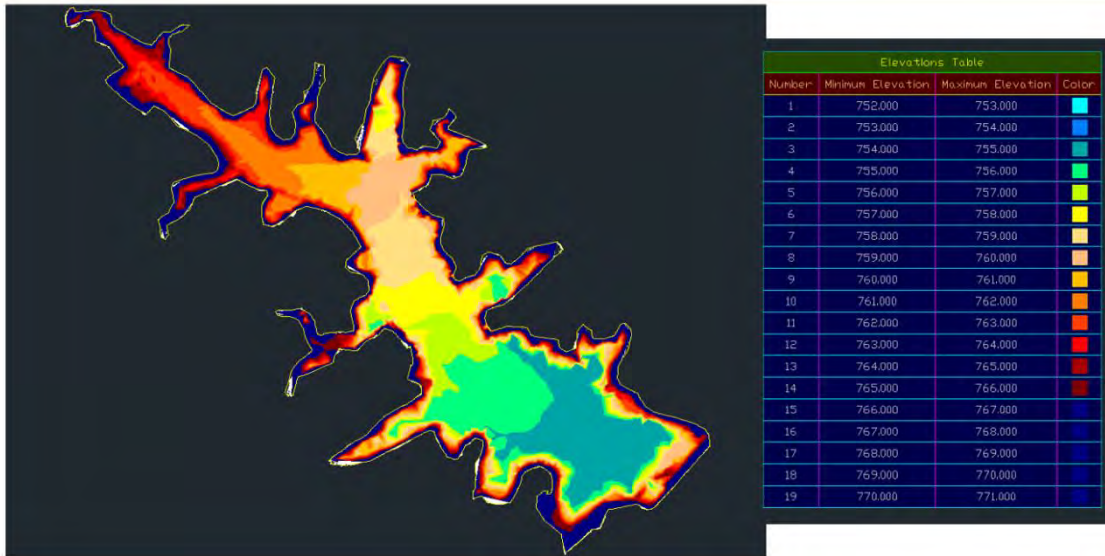 Elevations Table
Number Minimum Elevation Maximum Elevation Color
1 752.000 753.000
2 753.000 754.000
3 754.000 755.000
4 755.000 756.000
5 756.000 757.000
6 757.000 758.000
7 758.000 759.000
8 759.000 760.000
9 760.000 761.000
10 761.000 762.000
11 762.000 763.000
12 763.000 764.000
13 764.000 765.000
14 765.000 766.000
15 766.000 767.000
16 767.000 768.000
17 768.000 769.000
18 769.000 770.000
19 770.000 771.000